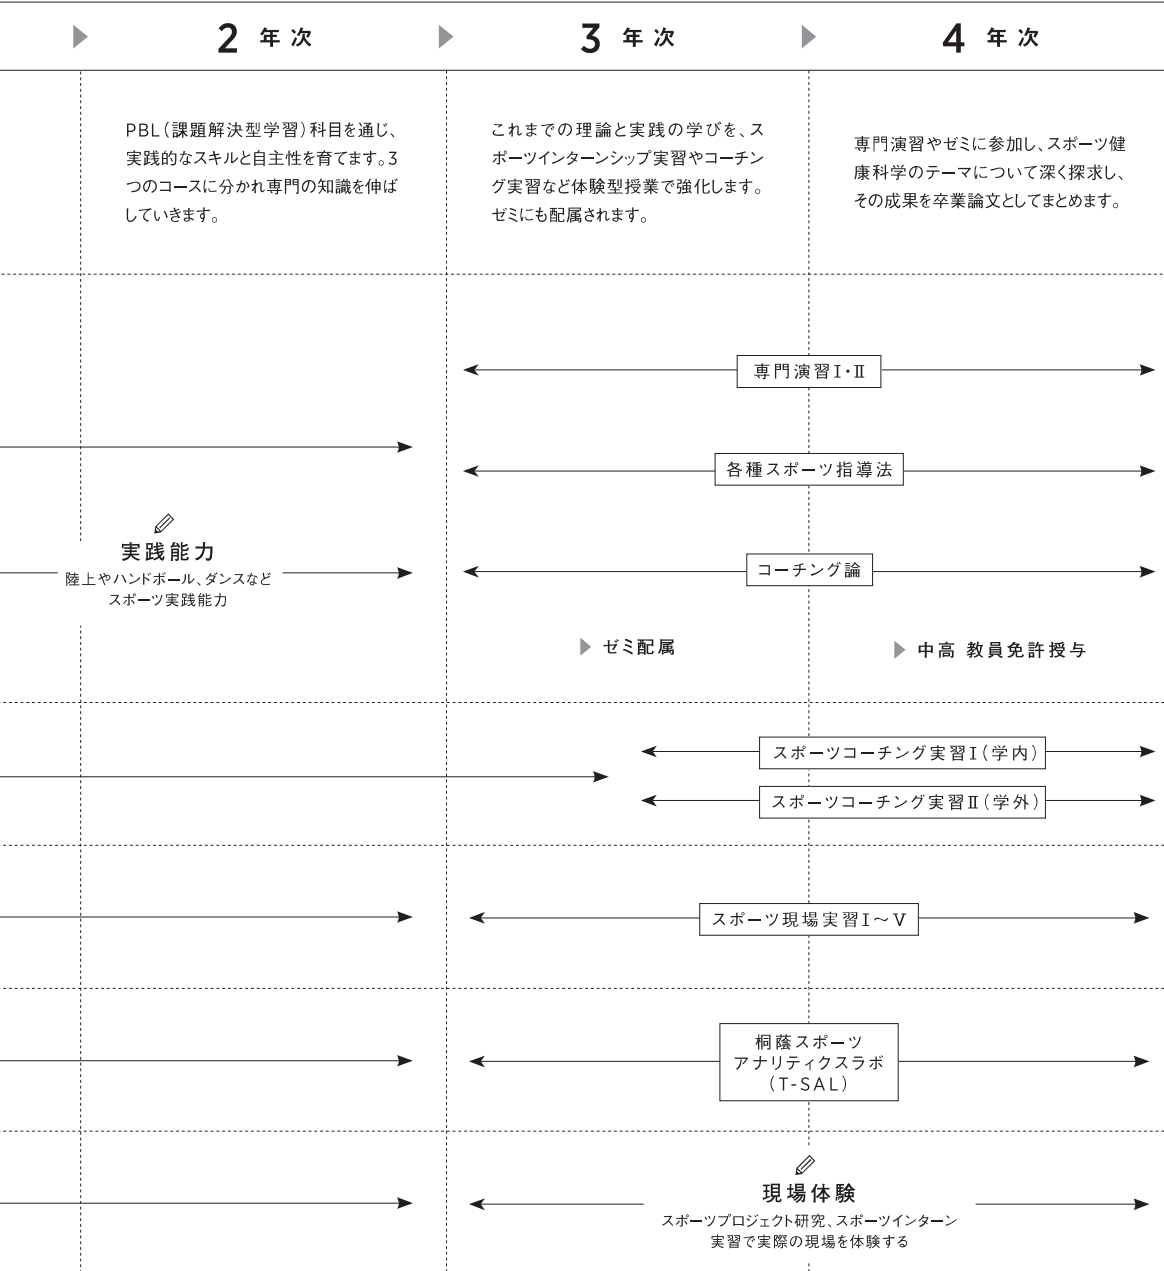 2 年次
3 年次
4 年次
PBL（課題解決型学習）科目を通じ、
実践的なスキルと自主性を育てます。3
つのコースに分かれ専門の知識を伸ば
していきます。
これまでの理論と実践の学びを、ス
ポーツインターンシップ実習やコーチン
グ実習など体験型授業で強化します。
ゼミにも配属されます。
専門演習やゼミに参加し、スポーツ健
康科学のテーマについて深く探求し、
その成果を卒業論文としてまとめます。
専門演習Ⅰ・Ⅱ
各種スポーツ指導法
実践能力
陸上やハンドボール、ダンスなど
スポーツ実践能力
コーチング論
ゼミ配属
中高 教員免許授与
スポーツコーチング実習Ⅰ（学内）
スポーツコーチング実習Ⅱ（学外）
スポーツ現場実習Ⅰ〜Ⅴ
桐蔭スポーツ
アナリティクスラボ
（T-SAL）
現場体験
スポーツプロジェクト研究、スポーツインターン
実習で実際の現場を体験する